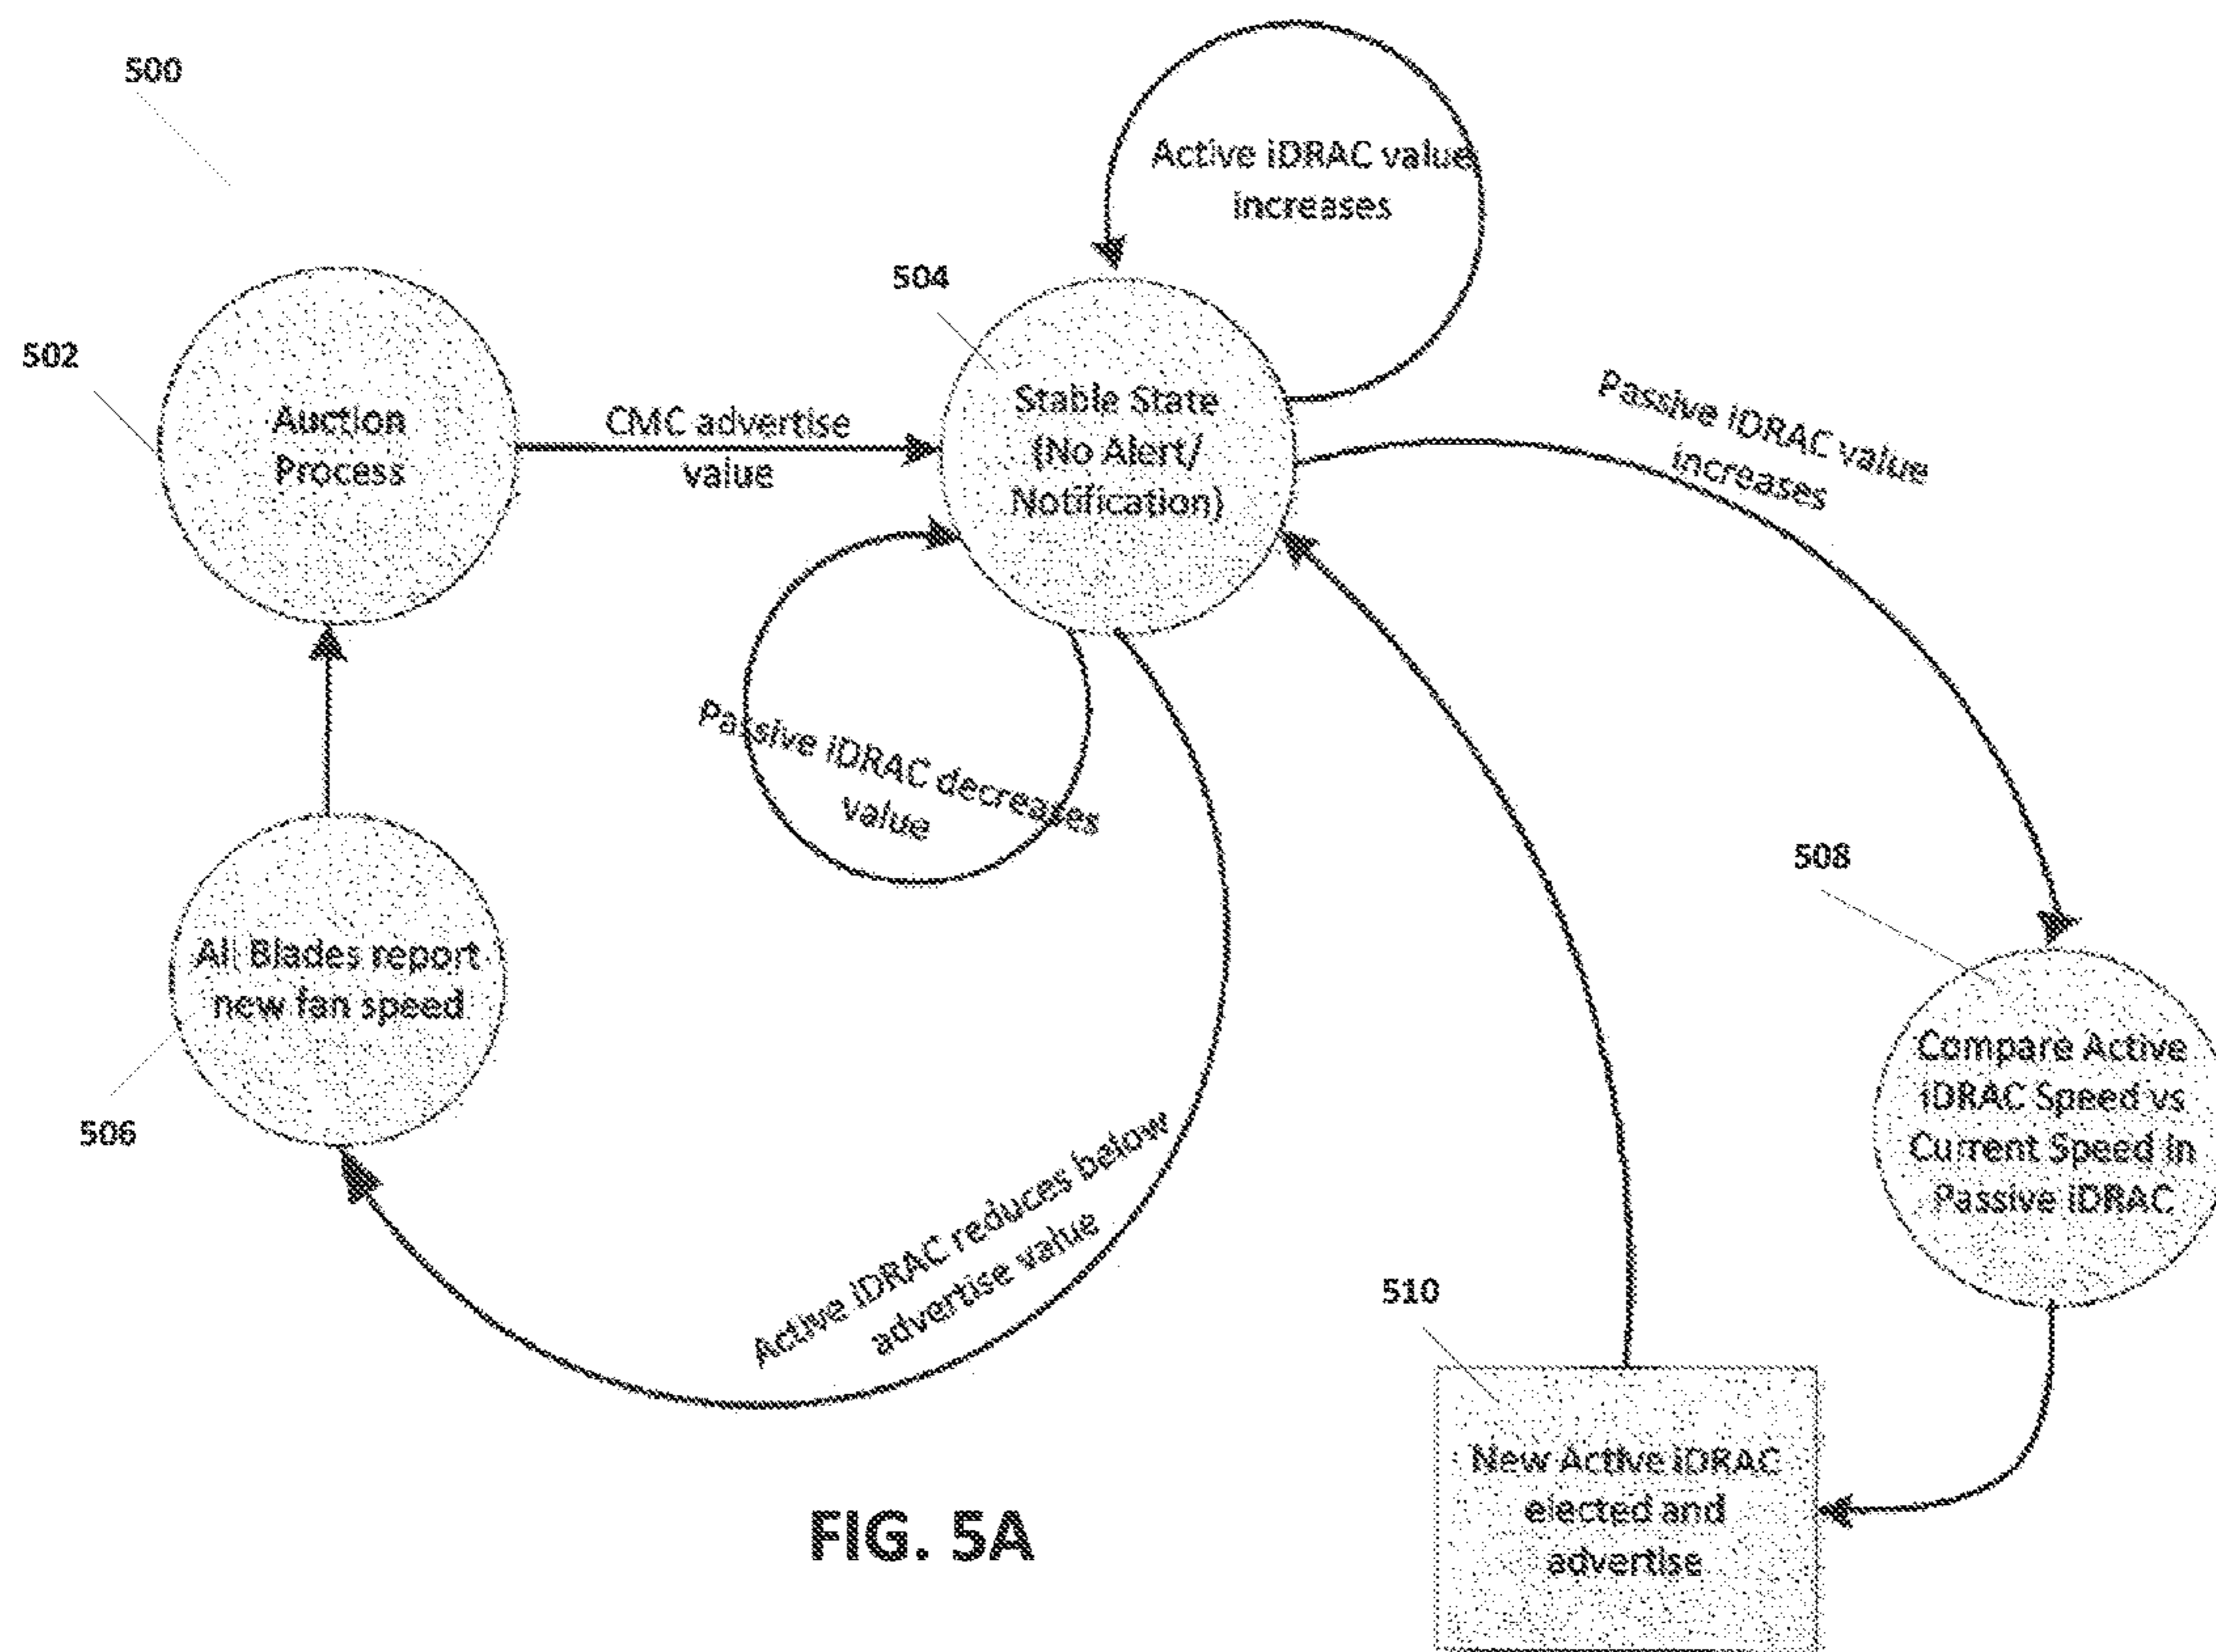 500
Active iDRAC value
increases
504
502
Auction
Process
CMC advertise
value
Stable State
(No Alert/
Notification)
Passive iDRAC value
increases
Passive iDRAC decreases
value
508
All Blades report
new fan speed
506
Compare Active
iDRAC Speed vs
Current Speed in
Passive iDRAC
Active iDRAC reduces below
advertise value
510
New Active iDRAC
elected and
advertise
FIG. 5A